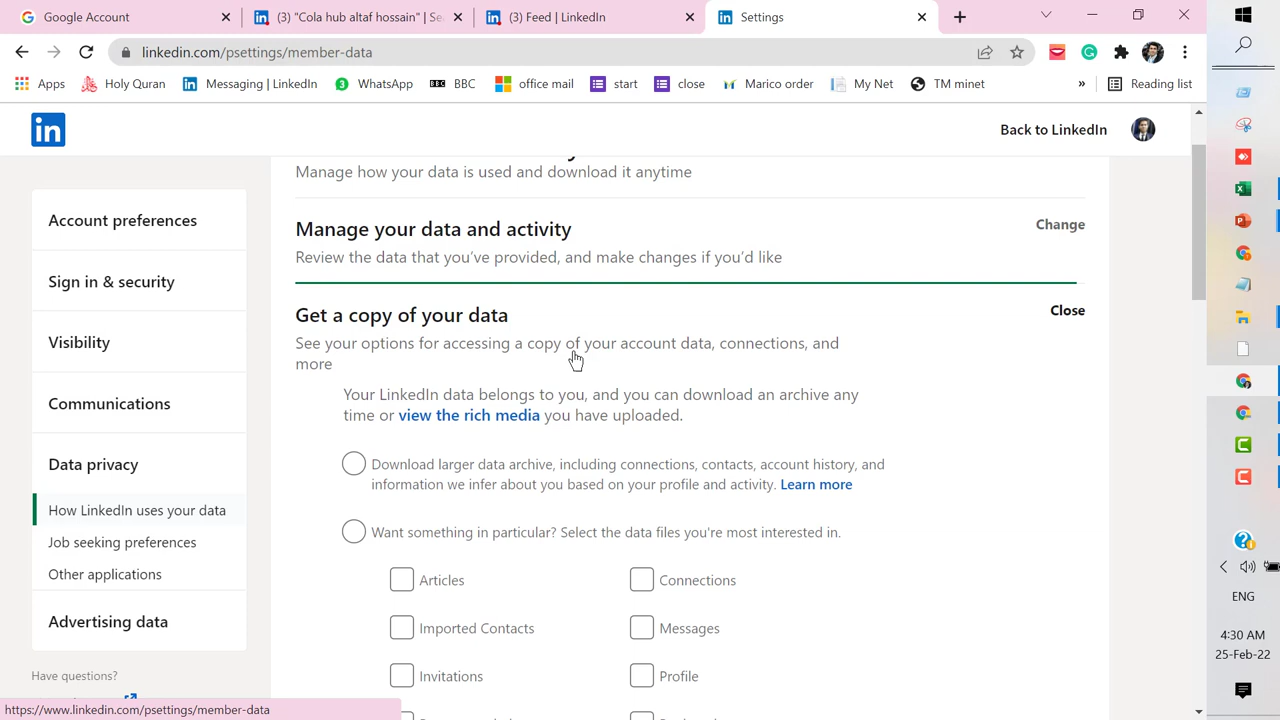 Google Account
(3) "Cola hub altaf hossain" | Se
(3) Feed | LinkedIn
Settings
linkedin.com/psettings/member-data
Apps
Holy Quran
Messaging | LinkedIn
3 WhatsApp
BBC BBC
office mail
start
close
Marico order
My Net
TM minet
»
Reading list
in
Back to LinkedIn
Manage how your data is used and download it anytime
Account preferences
Sign in & security
Visibility
Communications
Data privacy
How LinkedIn uses your data
Job seeking preferences
Other applications
Advertising data
Have questions?
Manage your data and activity
Change
Review the data that you've provided, and make changes if you'd like
Get a copy of your data
Close
See your options for accessing a copy of your account data, connections, and
more
Your LinkedIn data belongs to you, and you can download an archive any
time or view the rich media you have uploaded.
Download larger data archive, including connections, contacts, account history, and
information we infer about you based on your profile and activity. Learn more
Want something in particular? Select the data files you're most interested in.
Articles
Connections
Imported Contacts
Messages
Invitations
Profile
https://www.linkedin.com/psettings/member-data
ENG
4:30 AM
25-Feb-22